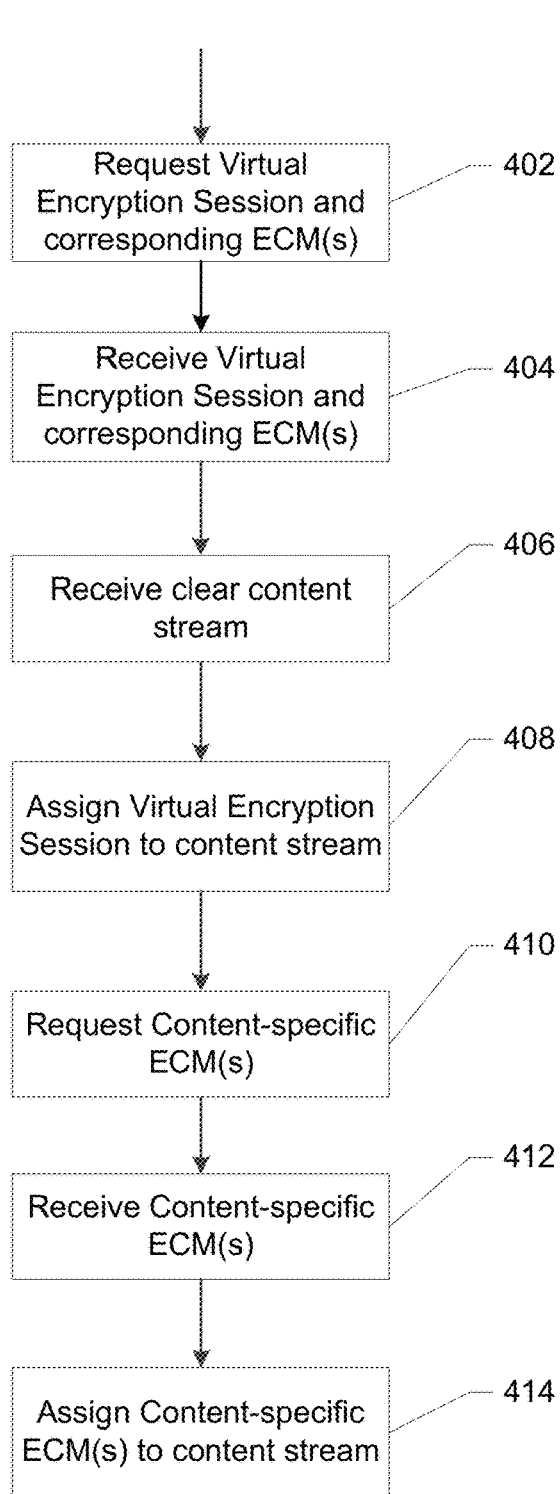 Request Virtual
Encryption Session and
corresponding ECM(s)
402
Receive Virtual
Encryption Session and
corresponding ECM(s)
404
Receive clear content
stream
406
Assign Virtual Encryption
Session to content stream
408
Request Content-specific
ECM(s)
410
Receive Content-specific
ECM(s)
412
Assign Content-specific
ECM(s) to content stream
414